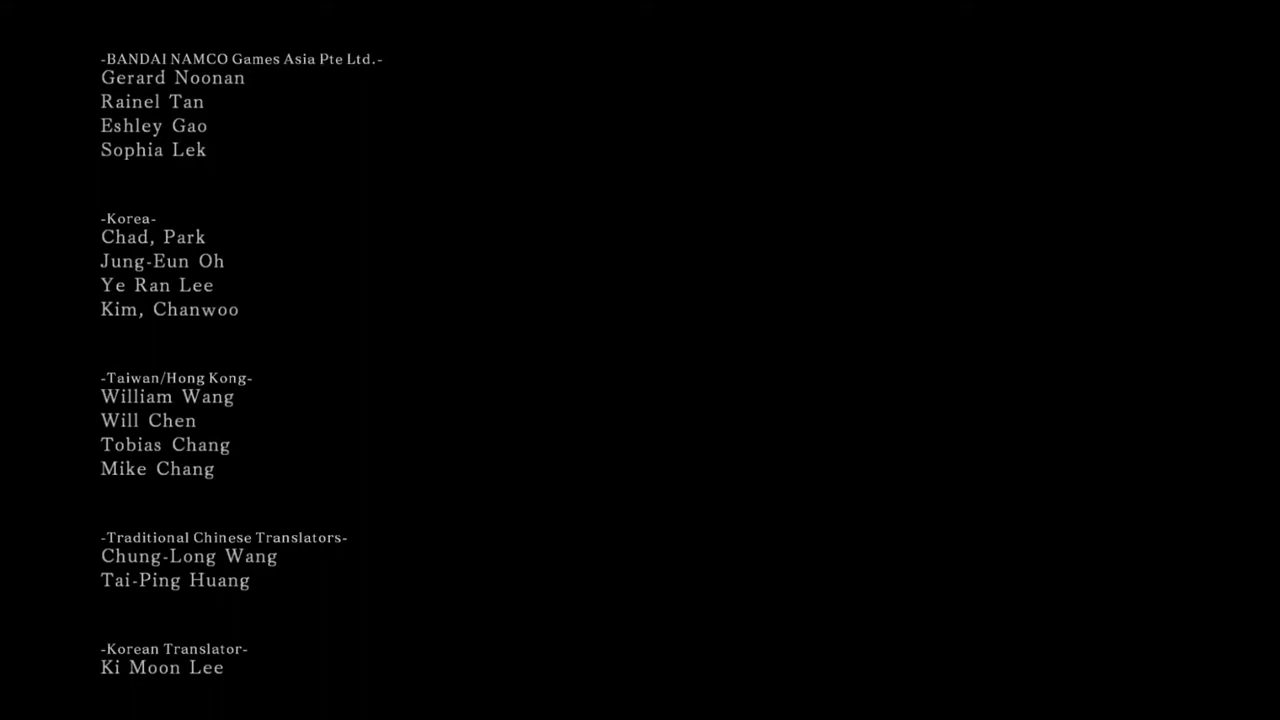 -BANDAI NAMCO Games Asia Pte Ltd.-
Gerard Noonan
Rainel Tan
Eshley Gao
Sophia Lek
-Korea-
Chad, Park
Jung-Eun Oh
Ye Ran Lee
Kim, Chanwoo
-Taiwan/Hong Kong-
William Wang
Will Chen
Tobias Chang
Mike Chang
-Traditional Chinese Translators-
Chung-Long Wang
Tai-Ping Huang
-Korean Translator-
Ki Moon Lee